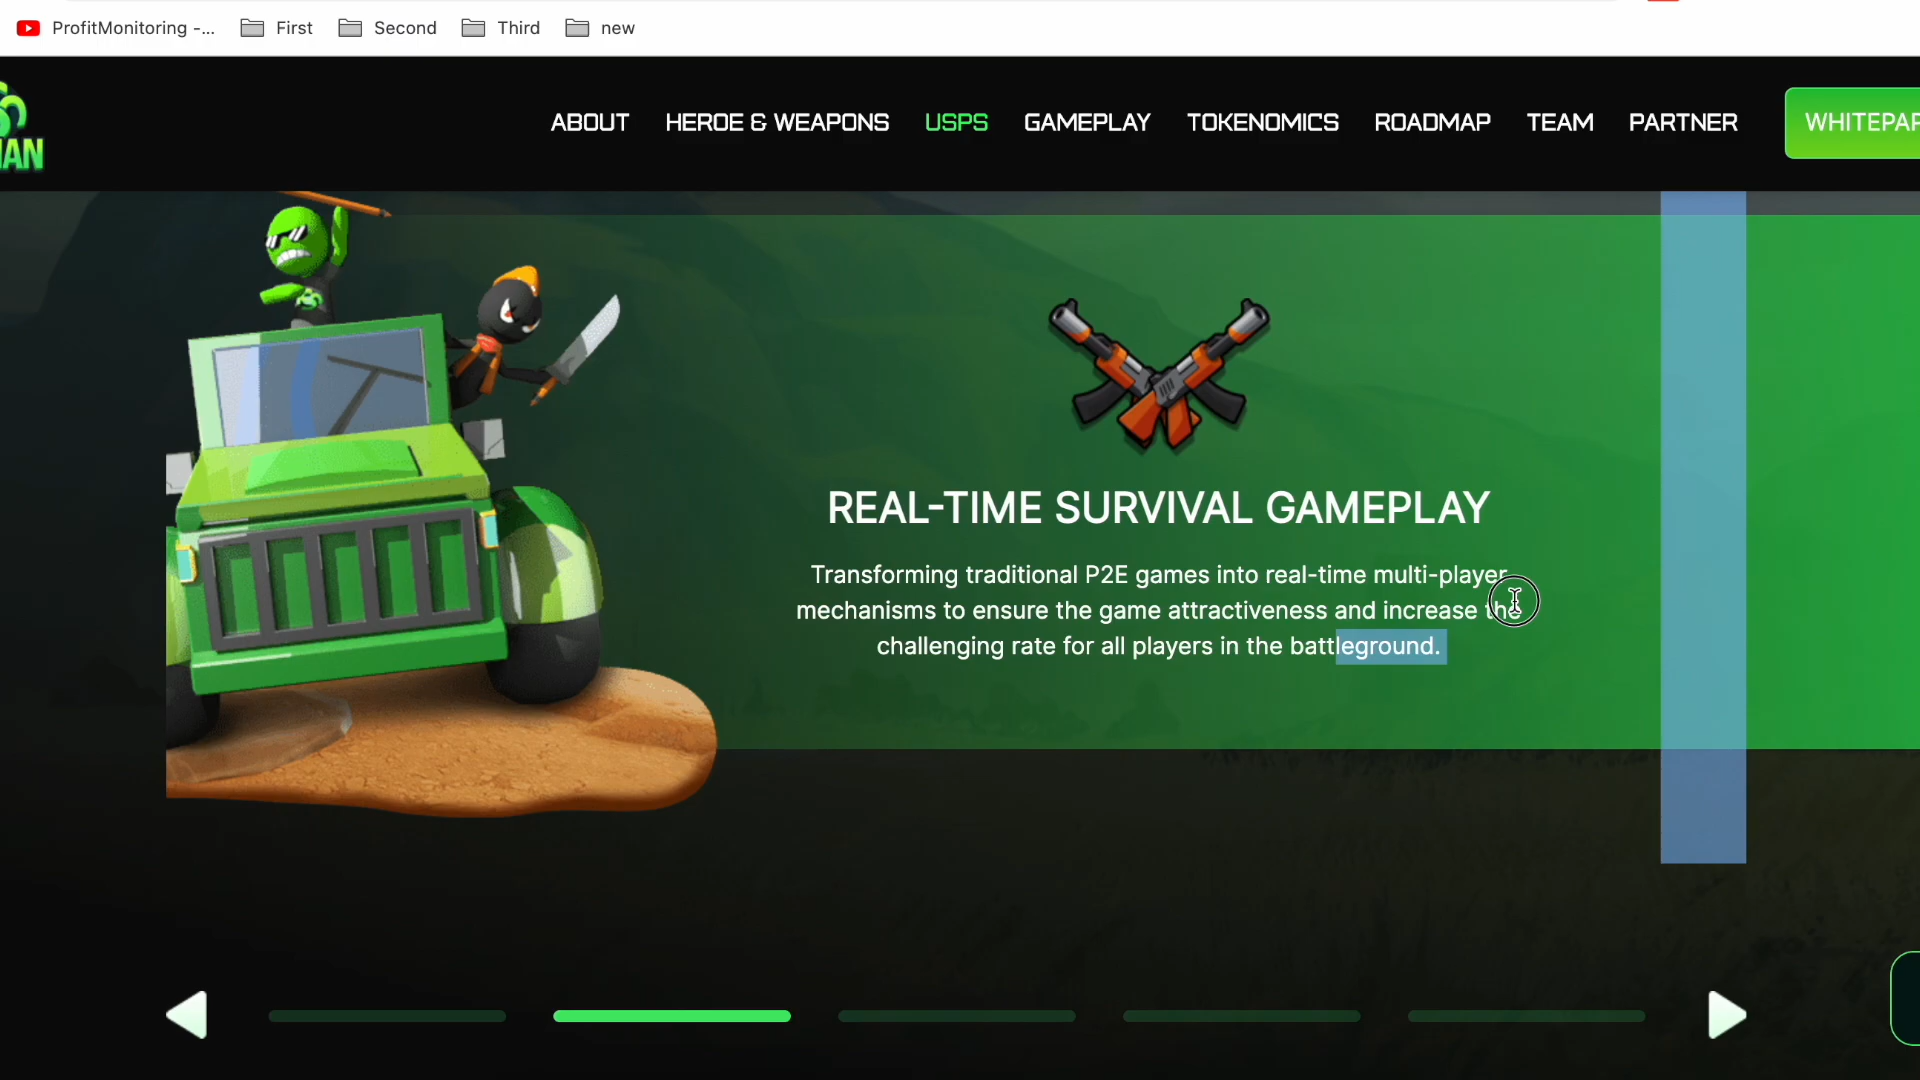 ProfitMonitoring -...
First
Second
Third
new
MAN
ABOUT
HEROE & WEAPONS
USPS
GAMEPLAY
TOKENOMICS
ROADMAP
TEAM
PARTNER
WHITEPAP
REAL-TIME SURVIVAL GAMEPLAY
Transforming traditional P2E games into real-time multi-player
mechanisms to ensure the game attractiveness and increase the
challenging rate for all players in the battleground.